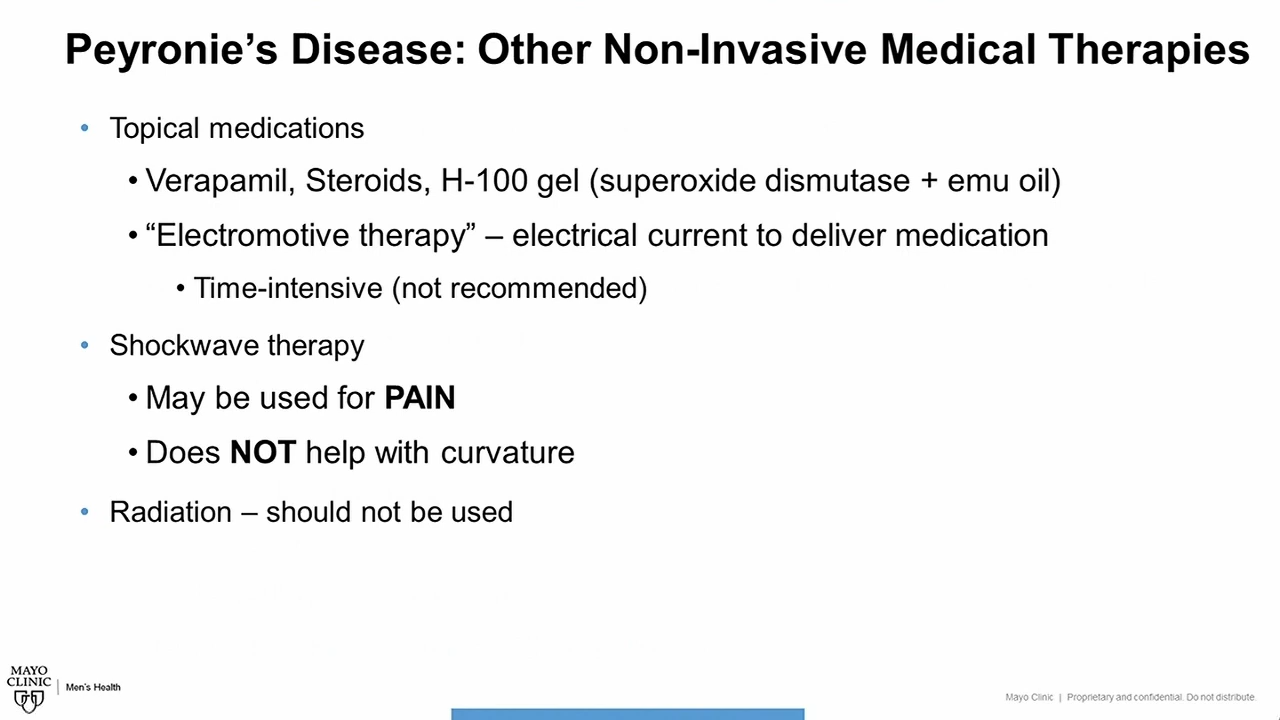 Peyronie’s Disease: Other Non-Invasive Medical Therapies
• Topical medications
• Verapamil, Steroids, H-100 gel (superoxide dismutase + emu oil)
• “Electromotive therapy” – electrical current to deliver medication
• Time-intensive (not recommended)
• Shockwave therapy
• May be used for PAIN
• Does NOT help with curvature
• Radiation – should not be used
MAYO
CLINIC
Men’s Health
Mayo Clinic | Proprietary and confidential. Do not distribute.